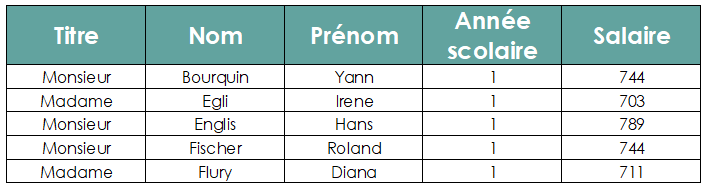 Titre Nom Prénom Année scolaire Salaire
Monsieur Bourquin Yann 1 744
Madame Egli Irene 1 703
Monsieur Englis Hans 1 789
Monsieur Fischer Roland 1 744
Madame Flury Diana 1 711